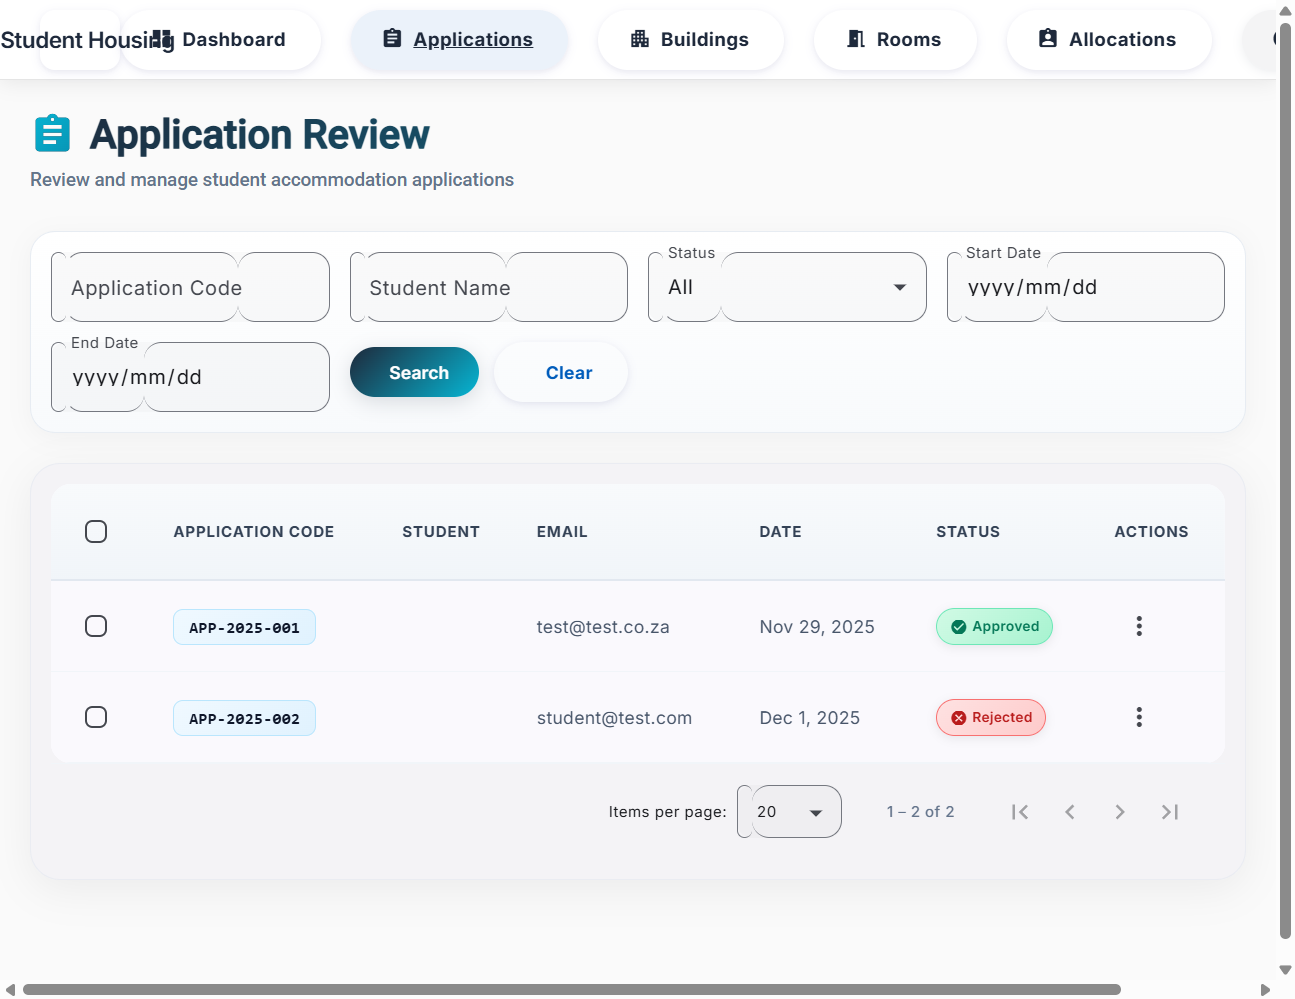 Student Housing Dashboard Applications Buildings Rooms Allocations
Application Review
Review and manage student accommodation applications
Application Code Student Name Status All Start Date yyyy/mm/dd
End Date yyyy/mm/dd Search Clear
APPLICATION CODE STUDENT EMAIL DATE STATUS ACTIONS
APP-2025-001 test@test.co.za Nov 29, 2025 Approved
APP-2025-002 student@test.com Dec 1, 2025 Rejected
Items per page: 20 1 – 2 of 2